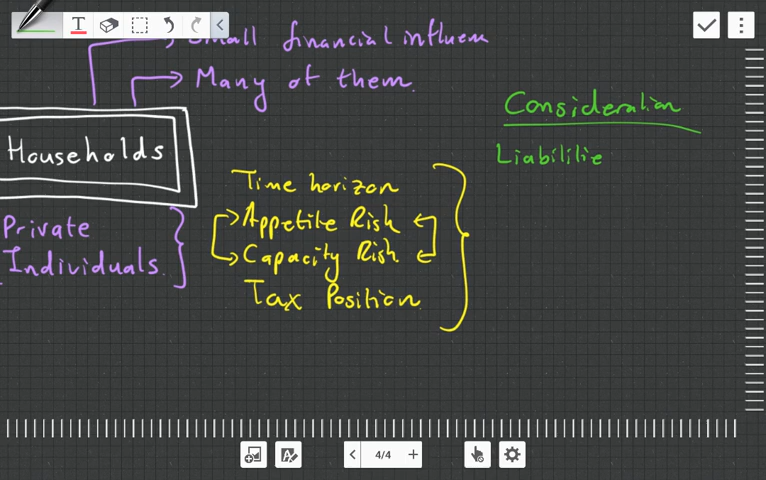 Small financial influen
Many of them.
Households
Private
Individuals.
Time horizon
Appetite Risk
Capacity Risk.
Tax Position
Consideration
Liabilitie
T
4/4